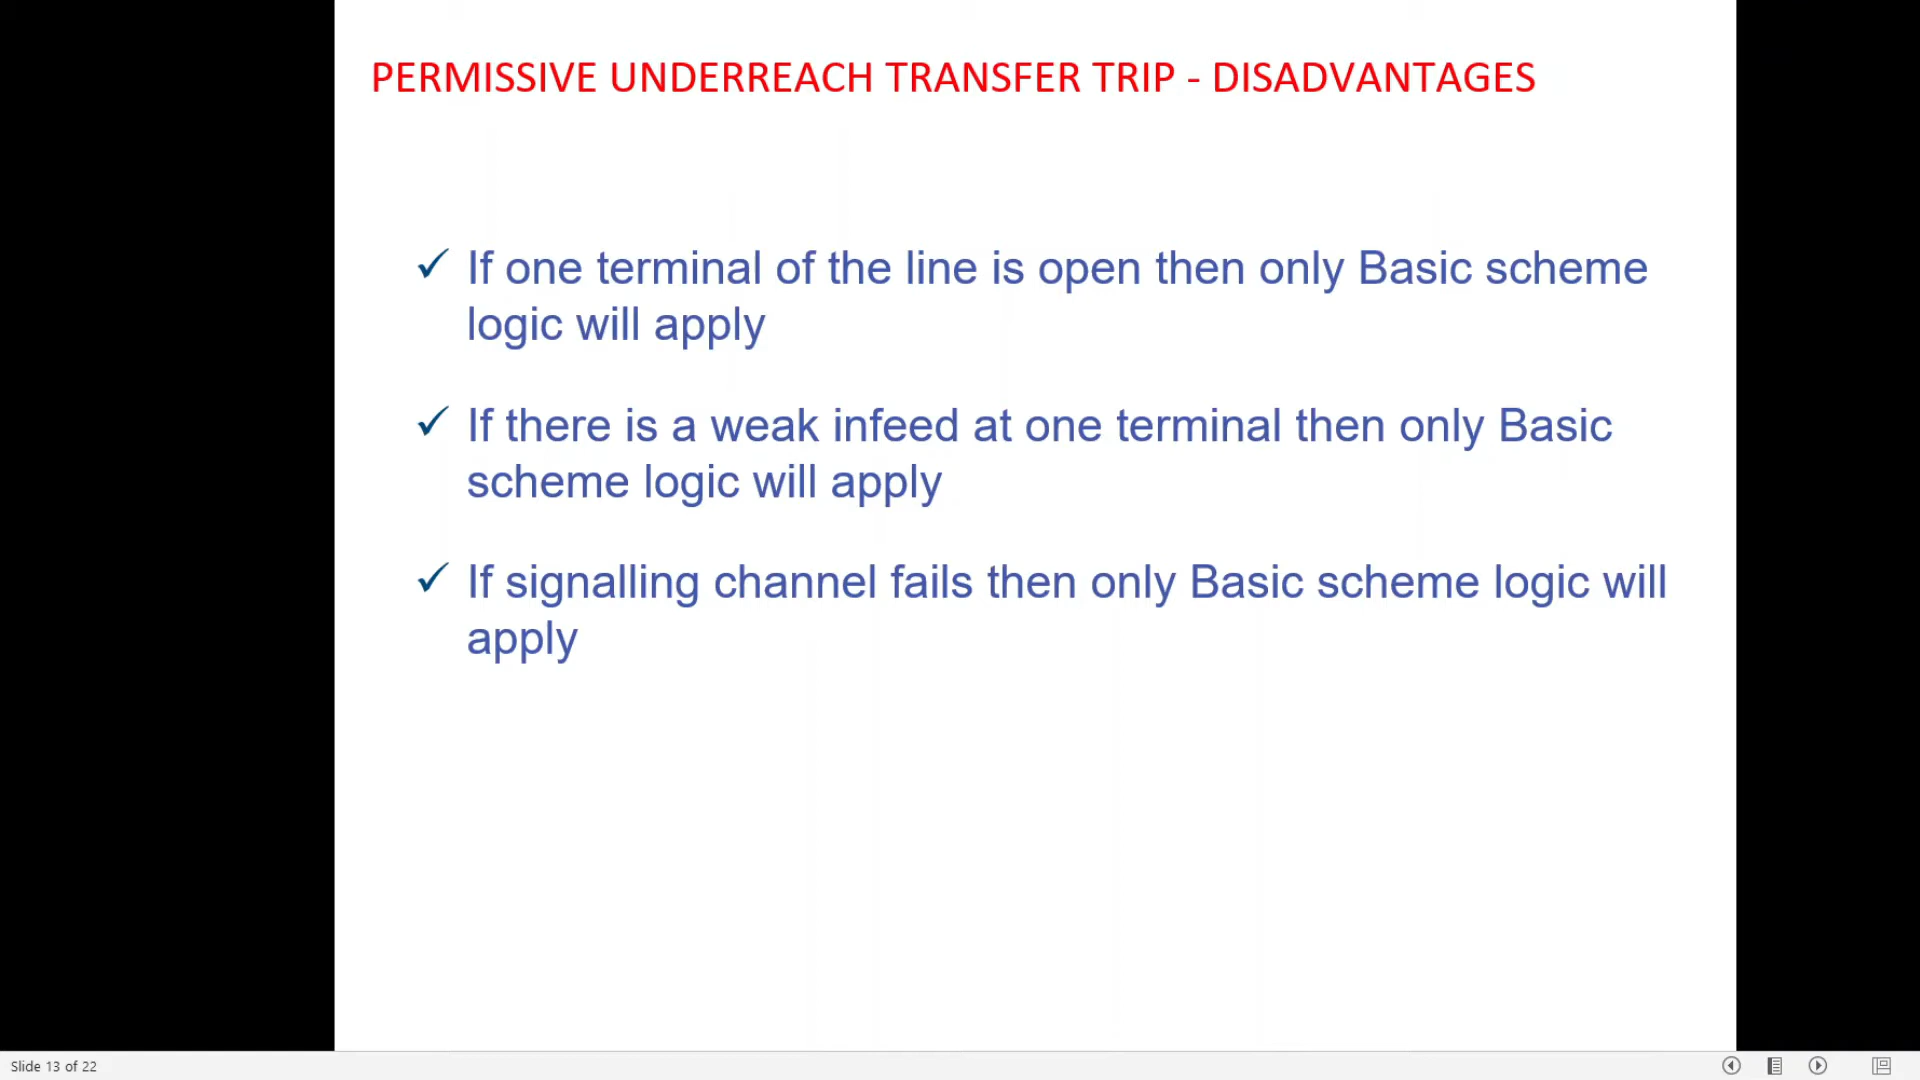 PERMISSIVE UNDERREACH TRANSFER TRIP - DISADVANTAGES
✓ If one terminal of the line is open then only Basic scheme
logic will apply
✓ If there is a weak infeed at one terminal then only Basic
scheme logic will apply
✓ If signalling channel fails then only Basic scheme logic will
apply
Slide 13 of 22